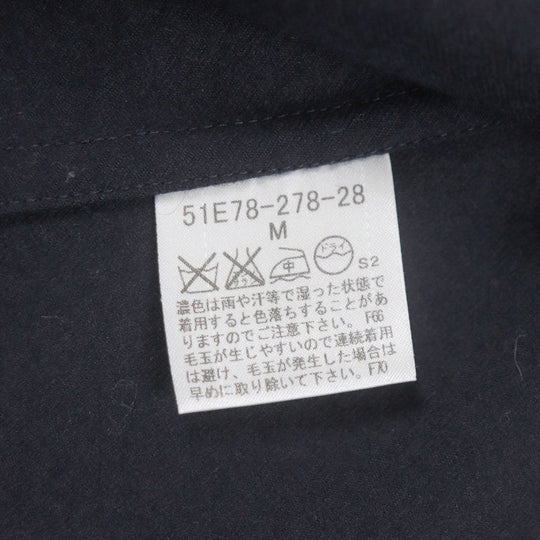 51E78-278-28
M
中 ドライ S2
濃色は雨や汗等で湿った状態で
着用すると色落ちすることがあ
りますのでご注意下さい。 F66
毛玉が生じやすいので連続着用
は避け、毛玉が発生した場合は
早めに取り除いて下さい。F70